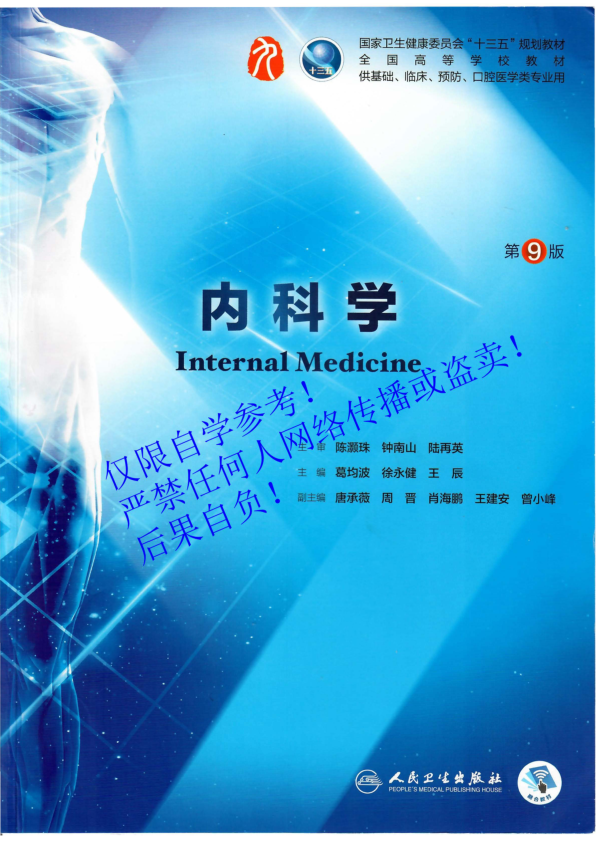 国家卫生健康委员会“十三五”规划教材
全国高等学校教材
供基础、临床、预防、口腔医学类专业用
十三五
第9版
内科学
Internal Medicine
仅限自学参考！
严禁任何人网络传播或盗卖！
后果自负！
主审 陈灏珠 钟南山 陆再英
主编 葛均波 徐永健 王辰
副主编 唐承薇 周晋 肖海鹏 王建安 曾小峰
人民卫生出版社
PEOPLE'S MEDICAL PUBLISHING HOUSE
融合教材